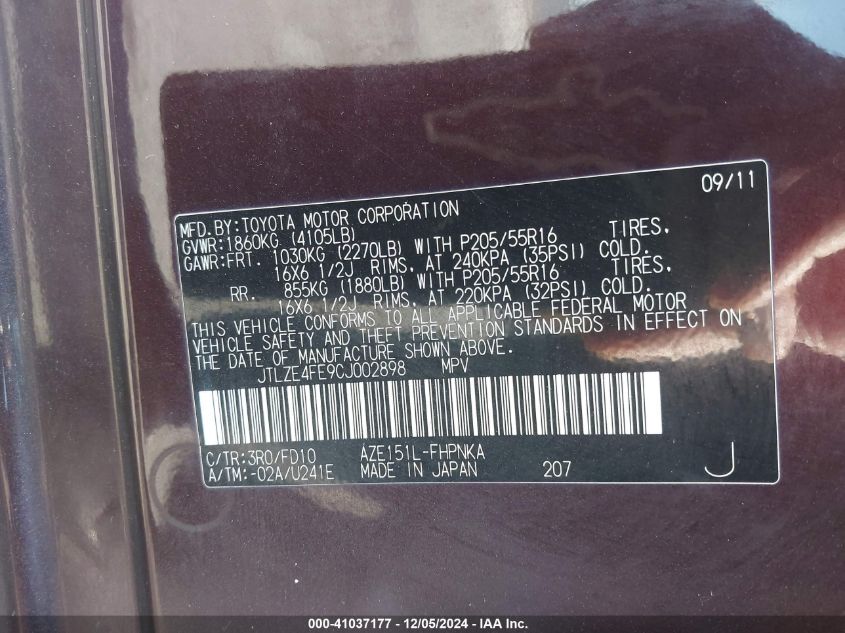 09/11
MFD.BY:TOYOTA MOTOR CORPORATION
GVWR:1860KG (4105LB)
GAWR:FRT. 1030KG (2270LB) WITH P205/55R16 TIRES,
16X6 1/2J RIMS, AT 240KPA (35PSI) COLD.
RR. 855KG (1880LB) WITH P205/55R16 TIRES,
16X6 1/2J RIMS, AT 220KPA (32PSI) COLD.
THIS VEHICLE CONFORMS TO ALL APPLICABLE FEDERAL MOTOR
VEHICLE SAFETY AND THEFT PREVENTION STANDARDS IN EFFECT ON
THE DATE OF MANUFACTURE SHOWN ABOVE.
JTLZE4FE9CJ002898 MPV
C/TR:3R0/FD10 AZE151L-FHPNKA
A/TM:-02A/U241E MADE IN JAPAN 207 J
000-41037177 - 12/05/2024 - IAA Inc.